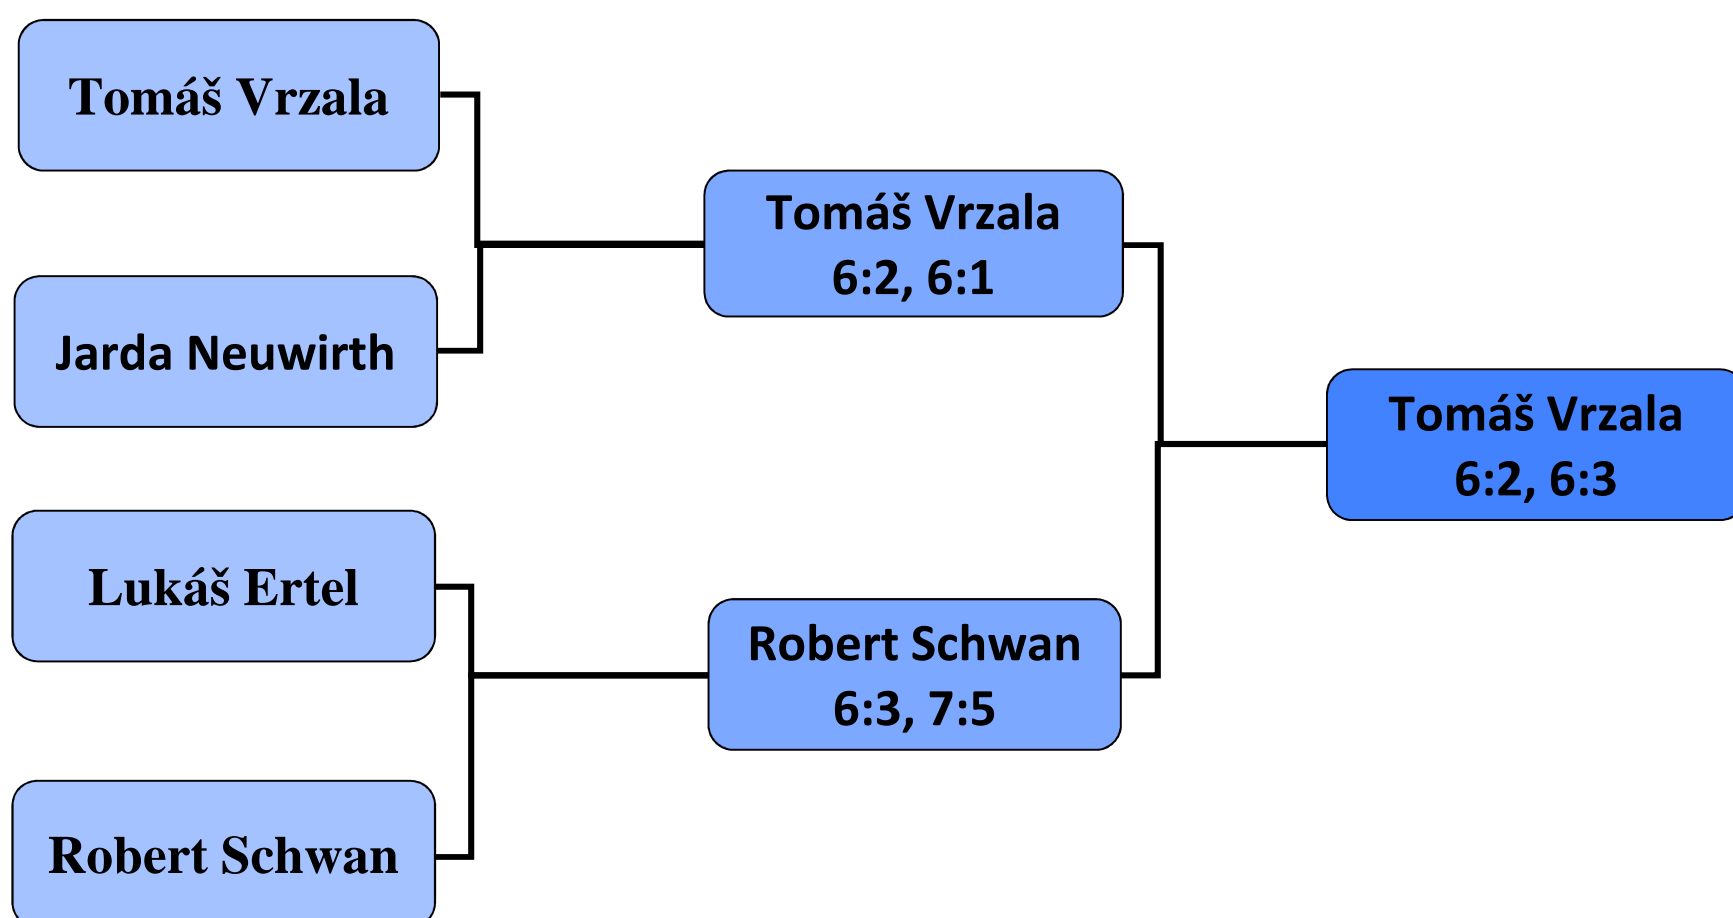 Tomáš Vrzala
Jarda Neuwirth
Lukáš Ertel
Robert Schwan
Tomáš Vrzala
6:2, 6:1
Robert Schwan
6:3, 7:5
Tomáš Vrzala
6:2, 6:3